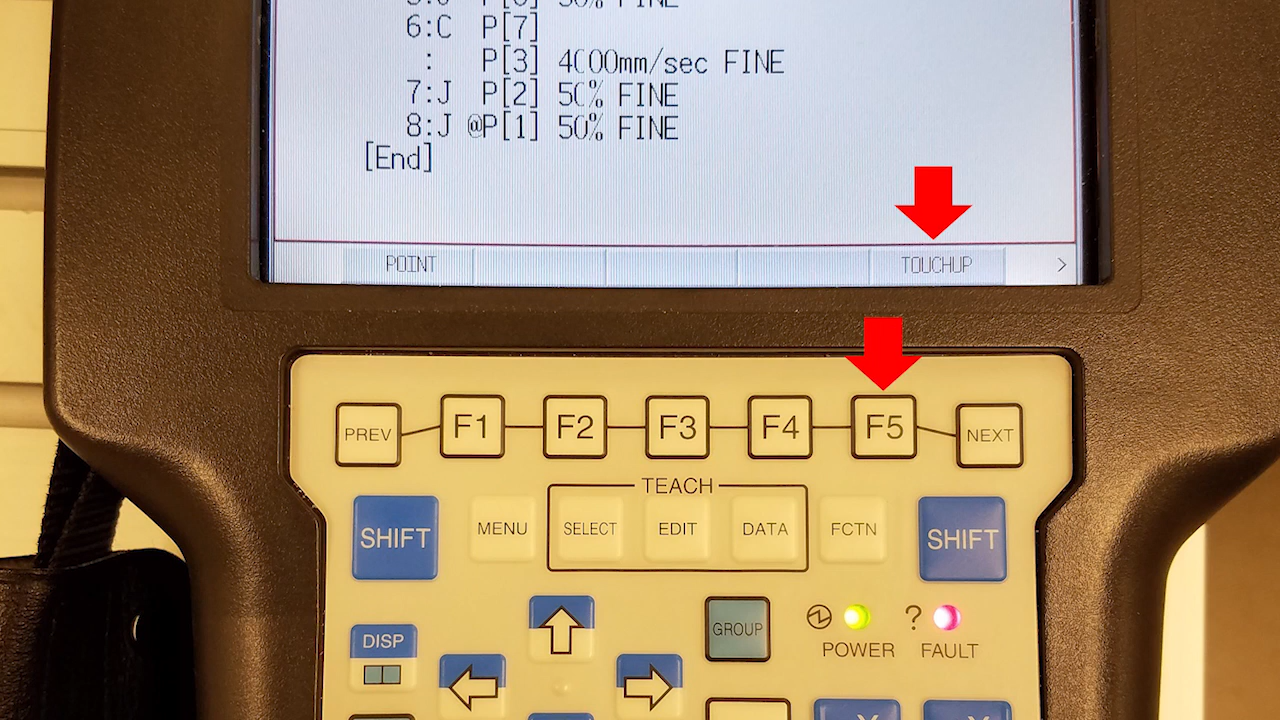 6:C P[7]
: P[3] 4000mm/sec FINE
7:J P[2] 50% FINE
8:J @P[1] 50% FINE
[End]
POINT TOUCHUP >
PREV F1 F2 F3 F4 F5 NEXT
TEACH
SHIFT MENU SELECT EDIT DATA FCTN SHIFT
DISP GROUP ?
POWER FAULT